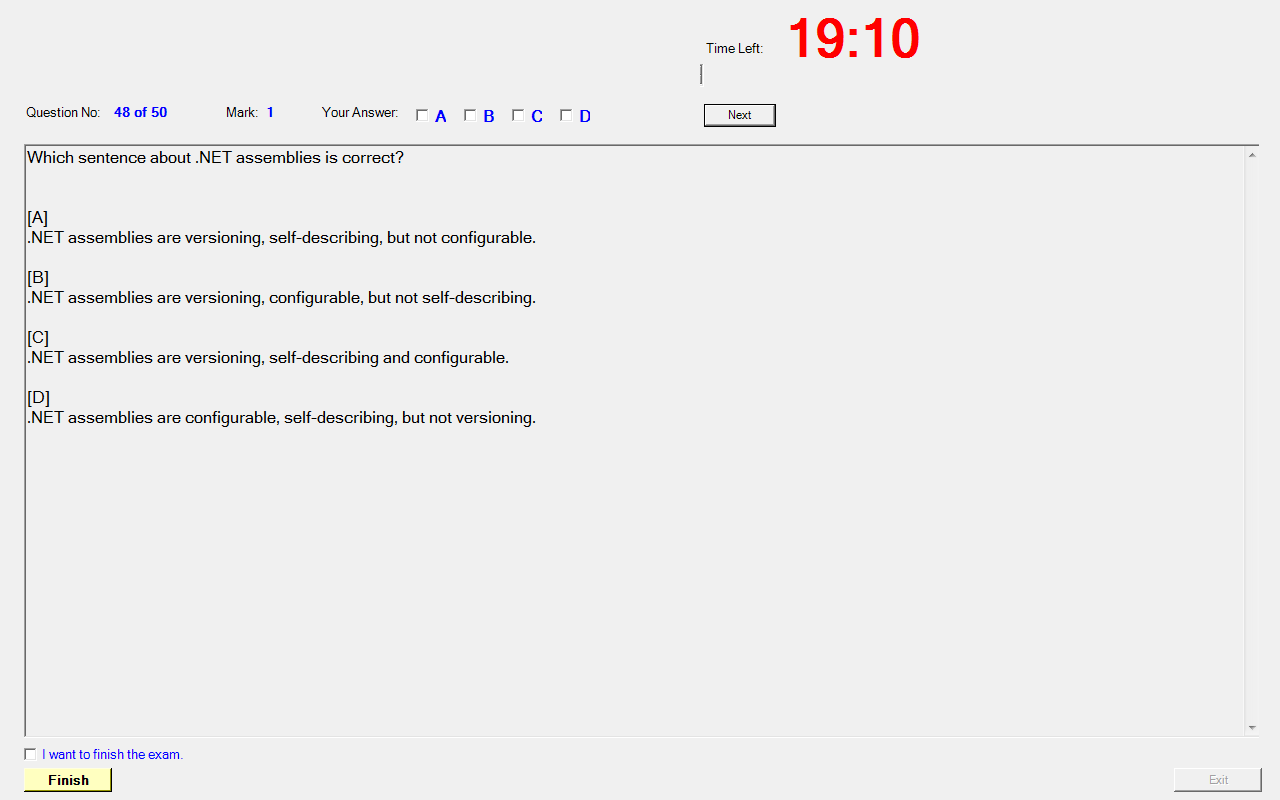 Time Left: 19:10
Question No: 48 of 50 Mark: 1 Your Answer: A B C D Next
Which sentence about .NET assemblies is correct?
[A]
.NET assemblies are versioning, self-describing, but not configurable.
[B]
.NET assemblies are versioning, configurable, but not self-describing.
[C]
.NET assemblies are versioning, self-describing and configurable.
[D]
.NET assemblies are configurable, self-describing, but not versioning.
I want to finish the exam.
Finish Exit